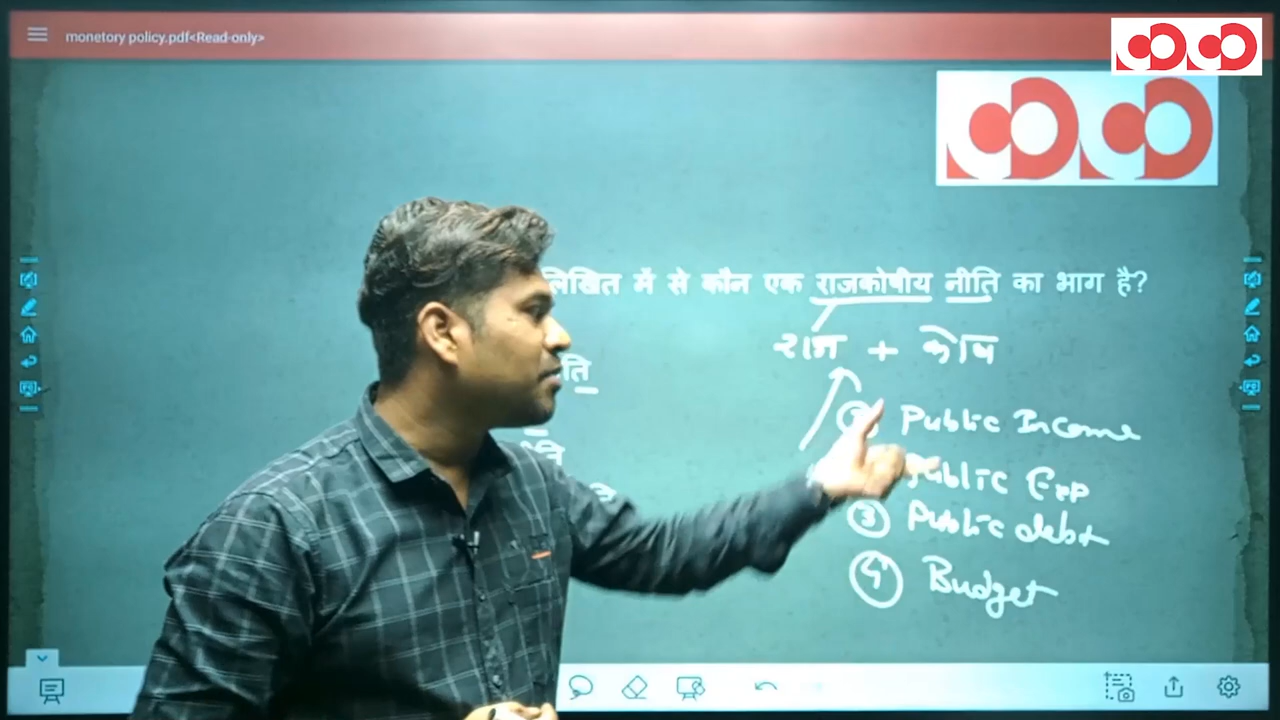 monetory policy.pdf<Read-only>
लिखित में से कौन एक राजकोषीय नीति का भाग है?
राज + कोष
ति
Public Income
Public Exp
③ Public debt
④ Budget